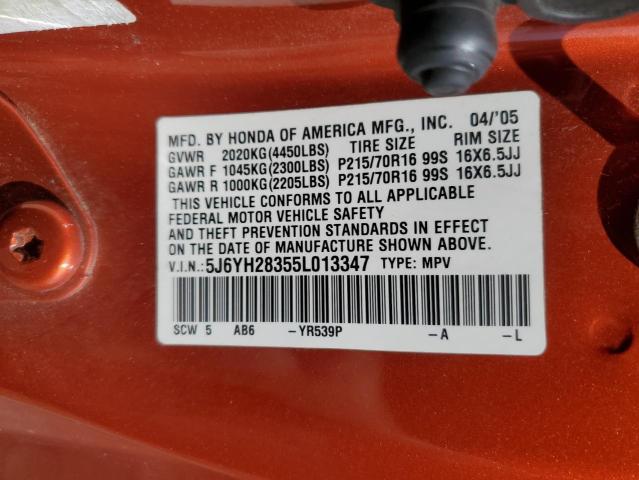 MFD. BY HONDA OF AMERICA MFG., INC. 04/'05
GVWR 2020KG(4450LBS) TIRE SIZE RIM SIZE
GAWR F 1045KG(2300LBS) P215/70R16 99S 16X6.5JJ
GAWR R 1000KG(2205LBS) P215/70R16 99S 16X6.5JJ
THIS VEHICLE CONFORMS TO ALL APPLICABLE
FEDERAL MOTOR VEHICLE SAFETY
AND THEFT PREVENTION STANDARDS IN EFFECT
ON THE DATE OF MANUFACTURE SHOWN ABOVE.
V.I.N.: 5J6YH28355L013347 TYPE: MPV
SCW 5 AB6 -YR539P -A -L